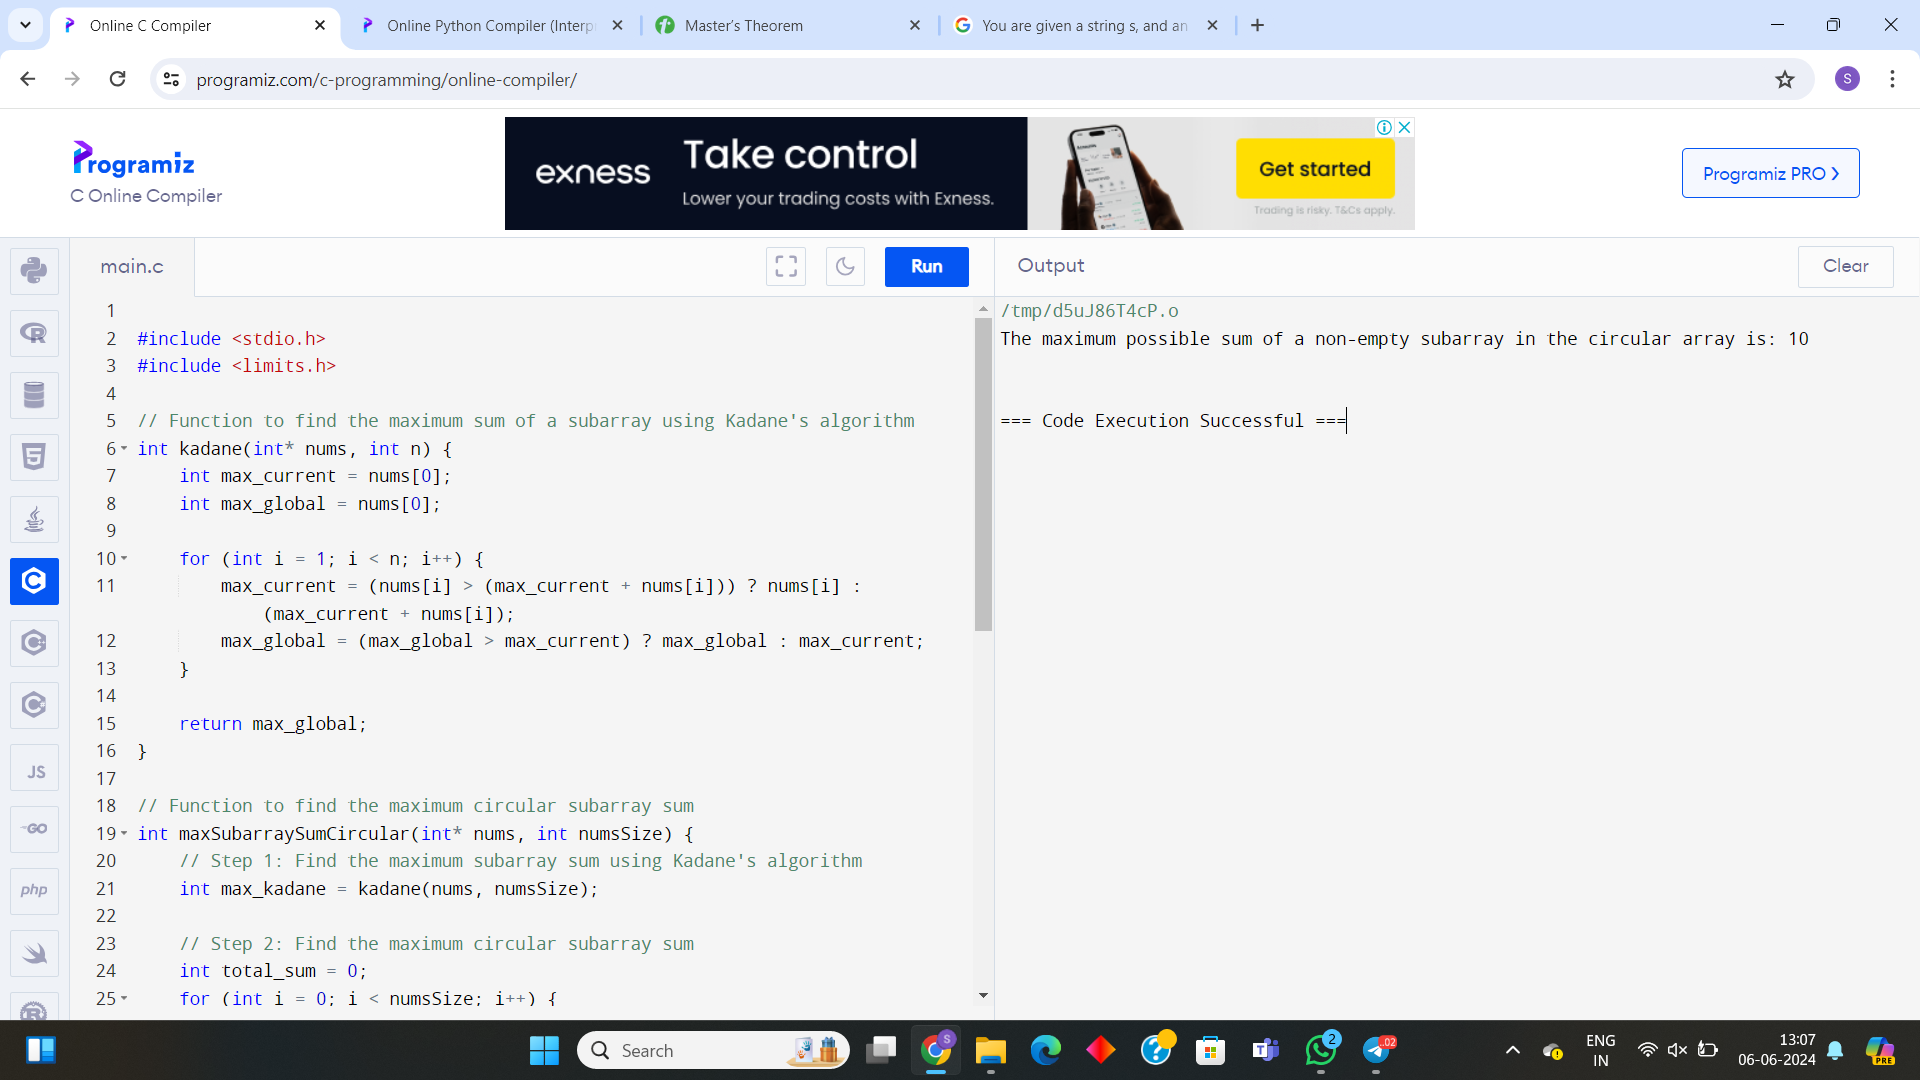 Online C Compiler
Online Python Compiler (Interp
Master's Theorem
You are given a string s, and an
programiz.com/c-programming/online-compiler/
S
Programiz
C Online Compiler
exness
Take control
Lower your trading costs with Exness.
Get started
Trading is risky. T&Cs apply.
Programiz PRO
main.c
Run
Output
Clear
1
2 #include <stdio.h>
3 #include <limits.h>
4
5 // Function to find the maximum sum of a subarray using Kadane's algorithm
6 int kadane(int* nums, int n) {
7 int max_current = nums[0];
8 int max_global = nums[0];
9
10 for (int i = 1; i < n; i++) {
11 max_current = (nums[i] > (max_current + nums[i])) ? nums[i] :
(max_current + nums[i]);
12 max_global = (max_global > max_current) ? max_global : max_current;
13 }
14
15 return max_global;
16 }
17
18 // Function to find the maximum circular subarray sum
19 int maxSubarraySumCircular(int* nums, int numsSize) {
20 // Step 1: Find the maximum subarray sum using Kadane's algorithm
21 int max_kadane = kadane(nums, numsSize);
22
23 // Step 2: Find the maximum circular subarray sum
24 int total_sum = 0;
25 for (int i = 0; i < numsSize; i++) {
/tmp/d5uJ86T4cP.o
The maximum possible sum of a non-empty subarray in the circular array is: 10
=== Code Execution Successful ===
JS
GO
php
Search
S
2
..02
ENG
IN
13:07
06-06-2024
PRE